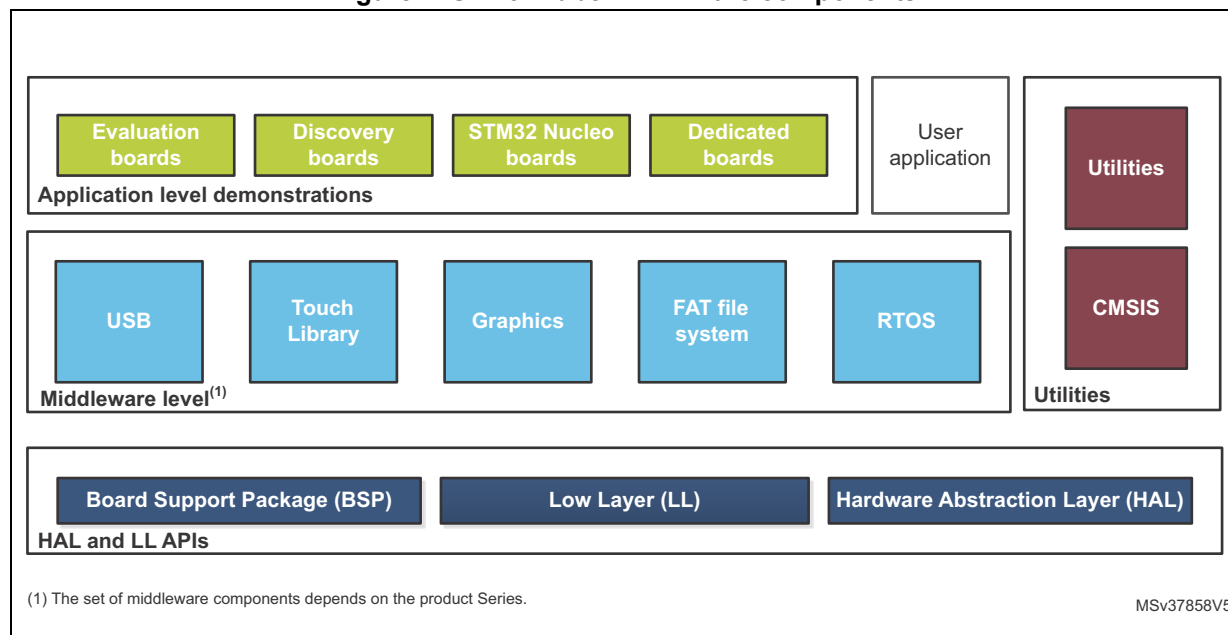 Evaluation
boards
Discovery
boards
STM32 Nucleo
boards
Dedicated
boards
Application level demonstrations
User
application
Utilities
CMSIS
Utilities
USB
Touch
Library
Graphics
FAT file
system
RTOS
Middleware level(1)
Board Support Package (BSP)
Low Layer (LL)
Hardware Abstraction Layer (HAL)
HAL and LL APIs
(1) The set of middleware components depends on the product Series.
MSv37858V5